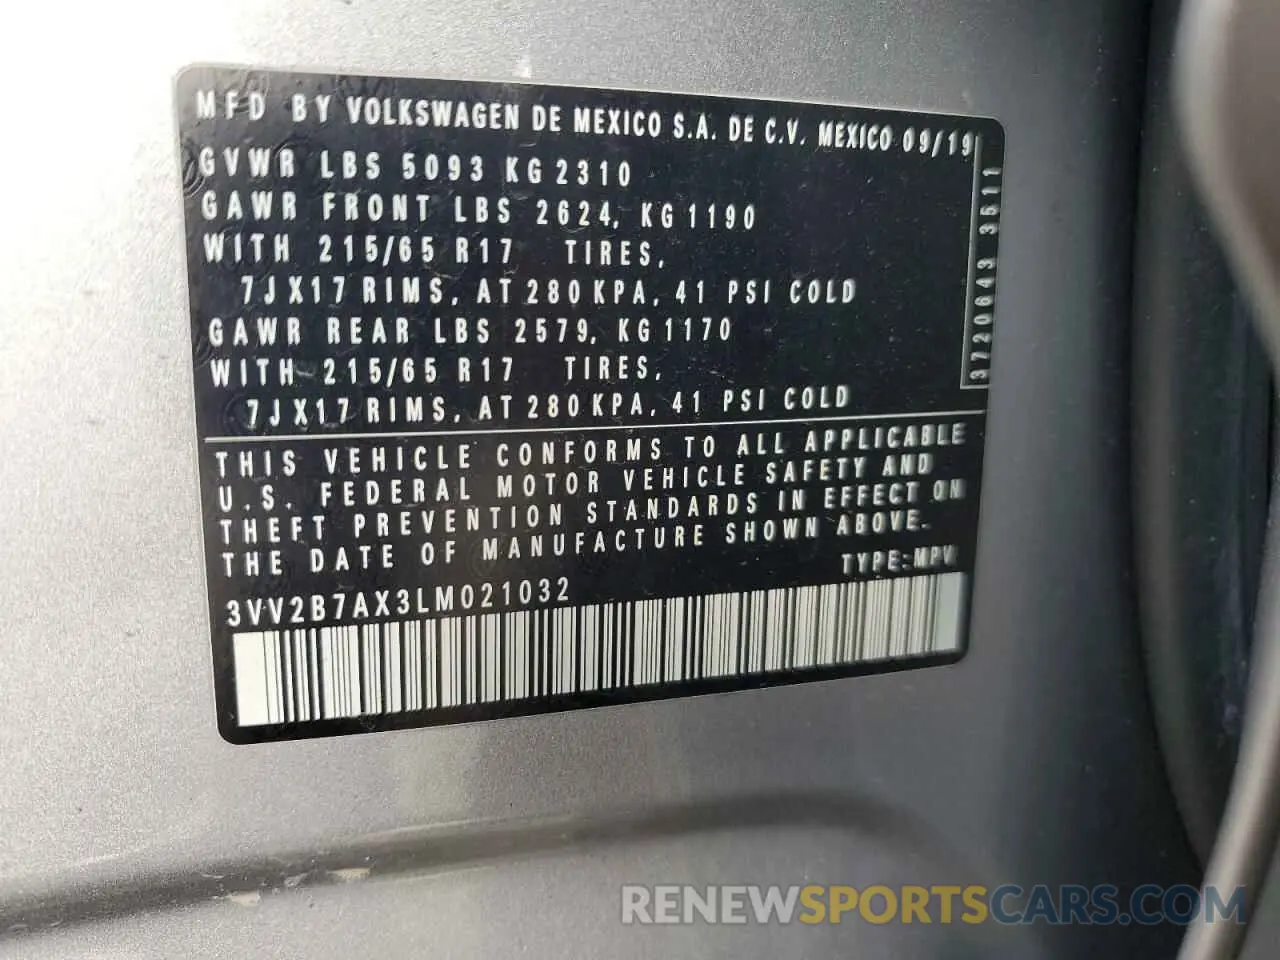 MFD BY VOLKSWAGEN DE MEXICO S.A. DE C.V. MEXICO 09/19
GVWR LBS 5093 KG 2310
GAWR FRONT LBS 2624, KG 1190
WITH 215/65 R17 TIRES,
7JX17 RIMS, AT 280 KPA, 41 PSI COLD
GAWR REAR LBS 2579, KG 1170
WITH 215/65 R17 TIRES,
7JX17 RIMS, AT 280 KPA, 41 PSI COLD
3720643 3611
THIS VEHICLE CONFORMS TO ALL APPLICABLE
U.S. FEDERAL MOTOR VEHICLE SAFETY AND
THEFT PREVENTION STANDARDS IN EFFECT ON
THE DATE OF MANUFACTURE SHOWN ABOVE.
TYPE:MPV
3VV2B7AX3LM021032
RENEWSPORTSCARS.COM